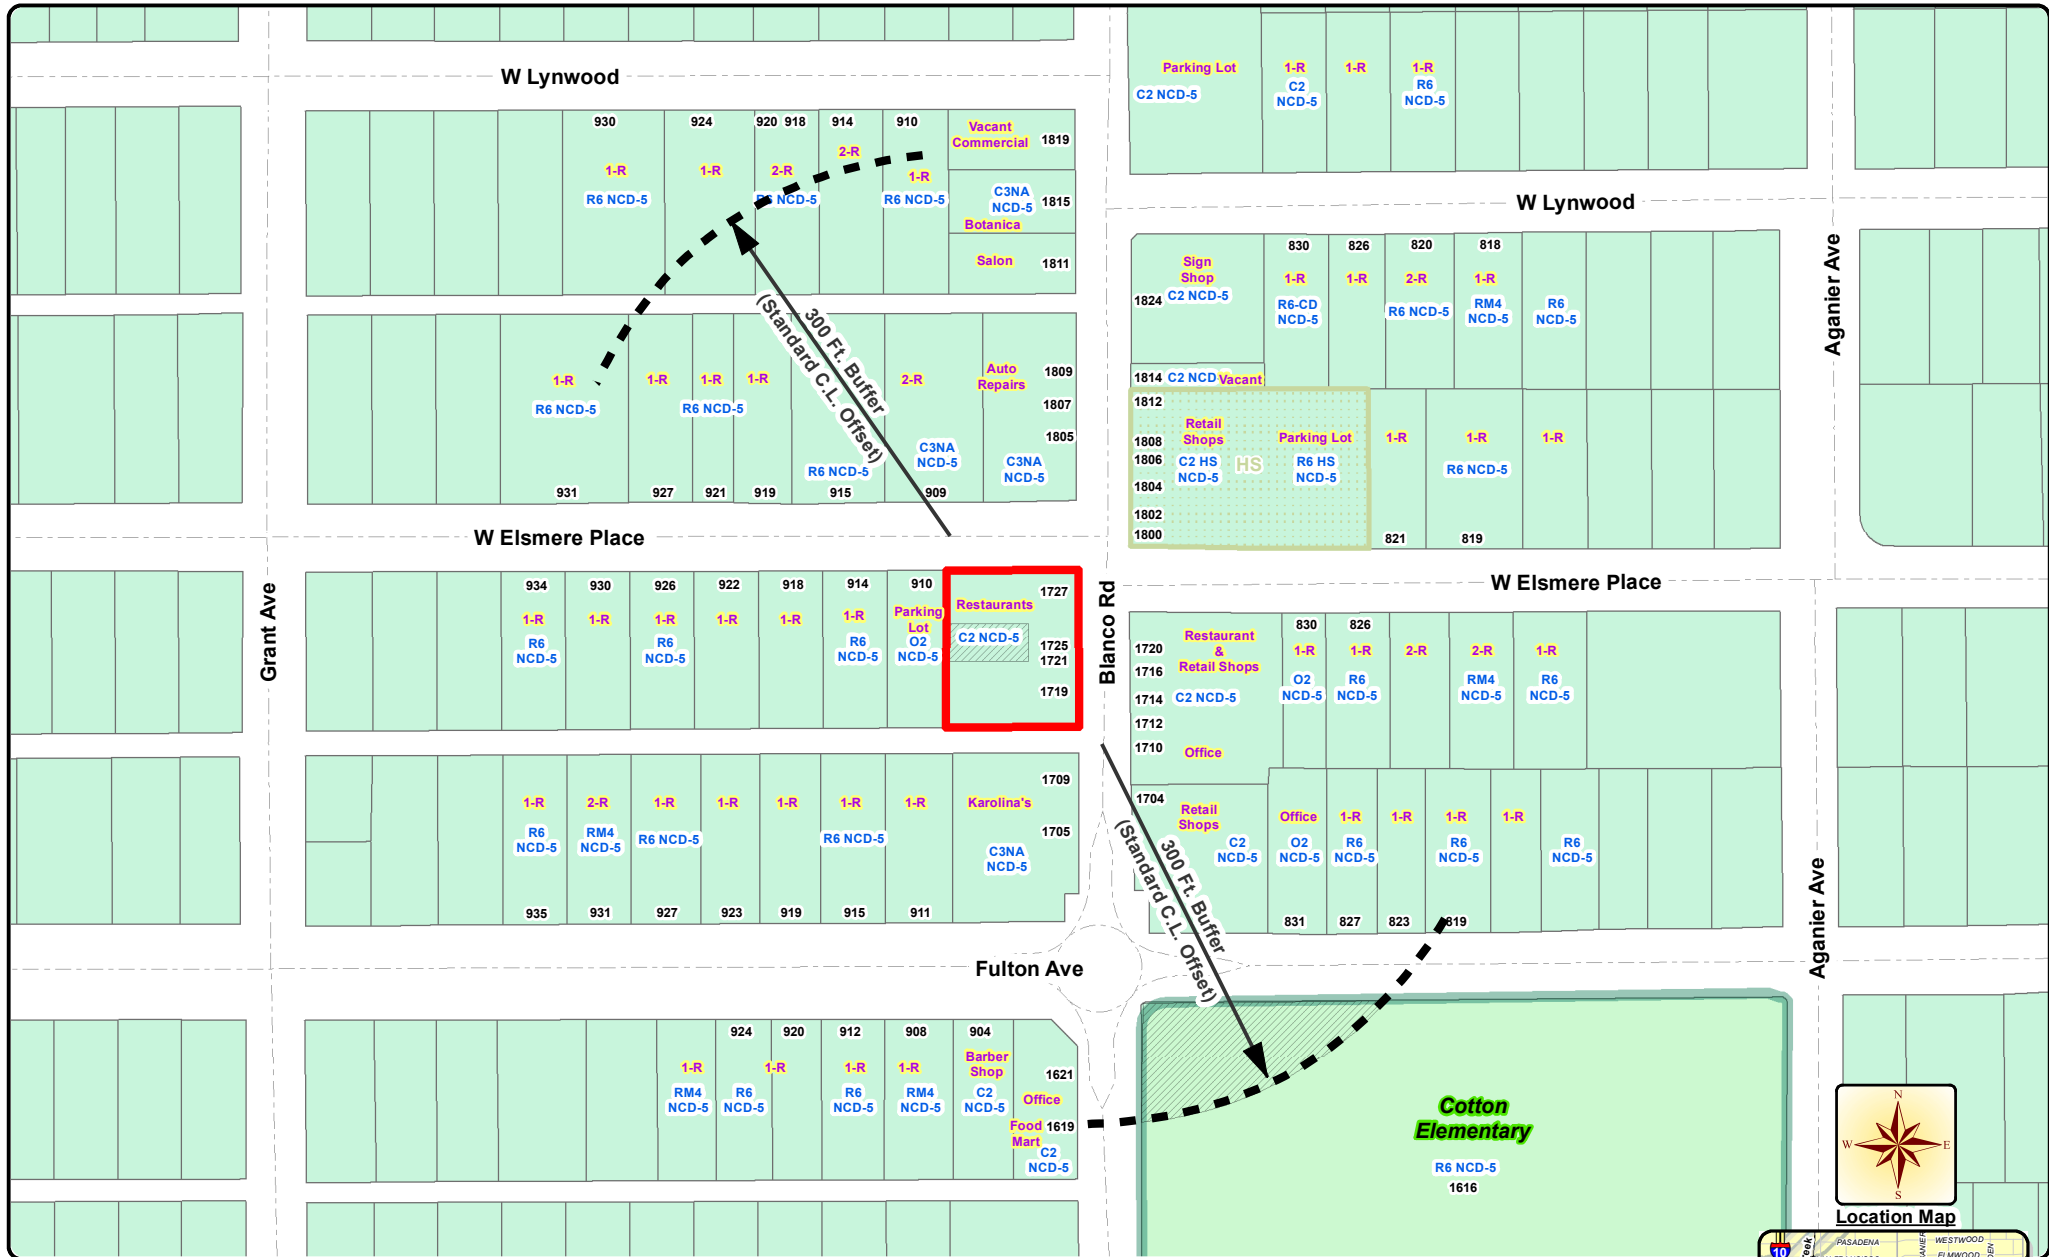 W Lynwood
Parking Lot
C2 NCD-5
1-R
C2
NCD-5
1-R
1-R
R6
NCD-5
930
924
920
918
914
910
Vacant
Commercial
1819
1-R
1-R
2-R
2-R
1-R
R6 NCD-5
R6 NCD-5
R6 NCD-5
C3NA
NCD-5
1815
Botanica
Salon
1811
W Lynwood
Sign
Shop
C2 NCD-5
1824
830
826
820
818
1-R
1-R
2-R
1-R
R6-CD
NCD-5
R6 NCD-5
RM4
NCD-5
R6
NCD-5
Aganier Ave
300 Ft. Buffer
(Standard C.L. Offset)
1-R
1-R
1-R
1-R
2-R
Auto
Repairs
1809
1807
1805
R6 NCD-5
R6 NCD-5
R6 NCD-5
C3NA
NCD-5
C3NA
NCD-5
931
927
921
919
915
909
1814
C2 NCD
Vacant
1812
1808
1806
1804
1802
1800
Retail
Shops
C2 HS
NCD-5
HS
Parking Lot
R6 HS
NCD-5
1-R
1-R
1-R
R6 NCD-5
821
819
W Elsmere Place
W Elsmere Place
Grant Ave
Blanco Rd
934
930
926
922
918
914
910
1-R
1-R
1-R
1-R
1-R
1-R
Parking
Lot
O2
NCD-5
R6
NCD-5
R6
NCD-5
R6
NCD-5
Restaurants
C2 NCD-5
1727
1725
1721
1719
1720
1716
1714
1712
1710
Restaurant
&
Retail Shops
C2 NCD-5
Office
830
826
1-R
1-R
2-R
2-R
1-R
O2
NCD-5
R6
NCD-5
RM4
NCD-5
R6
NCD-5
1-R
2-R
1-R
1-R
1-R
1-R
1-R
Karolina's
1709
1705
R6
NCD-5
RM4
NCD-5
R6 NCD-5
R6 NCD-5
C3NA
NCD-5
935
931
927
923
919
915
911
1704
Retail
Shops
C2
NCD-5
Office
O2
NCD-5
1-R
R6
NCD-5
1-R
1-R
R6
NCD-5
1-R
R6
NCD-5
831
827
823
819
300 Ft. Buffer
(Standard C.L. Offset)
Aganier Ave
Fulton Ave
924
920
912
908
904
1-R
1-R
1-R
1-R
Barber
Shop
RM4
NCD-5
R6
NCD-5
R6
NCD-5
RM4
NCD-5
C2
NCD-5
1621
Office
Food
Mart
1619
C2
NCD-5
Cotton
Elementary
R6 NCD-5
1616
N
W
E
S
Location Map
10
PASADENA
WESTWOOD
ELMWOOD